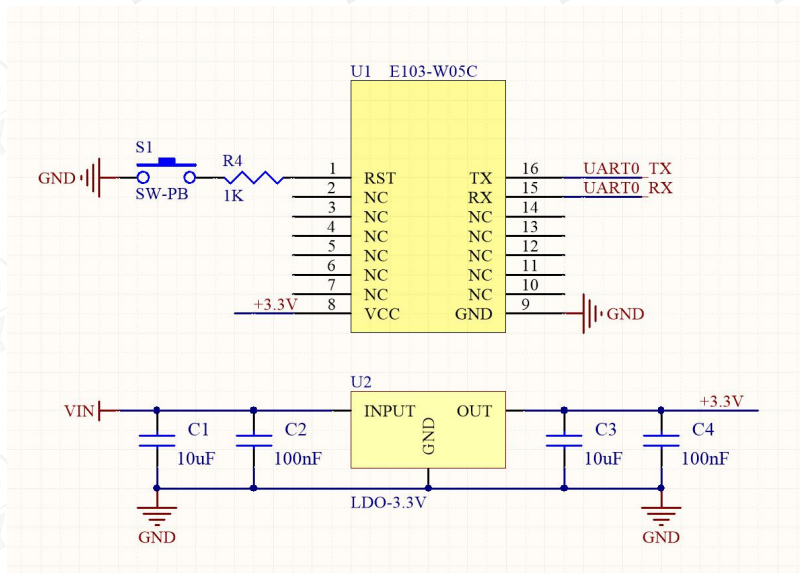 U1 E103-W05C
S1
R4
GND
SW-PB
1K
1 RST TX 16 UART0_TX
2 NC RX 15 UART0_RX
3 NC NC 14
4 NC NC 13
5 NC NC 12
6 NC NC 11
7 NC NC 10
+3.3V 8 VCC GND 9 GND
U2
VIN INPUT OUT +3.3V
GND
C1 C2 C3 C4
10uF 100nF 10uF 100nF
LDO-3.3V
GND GND